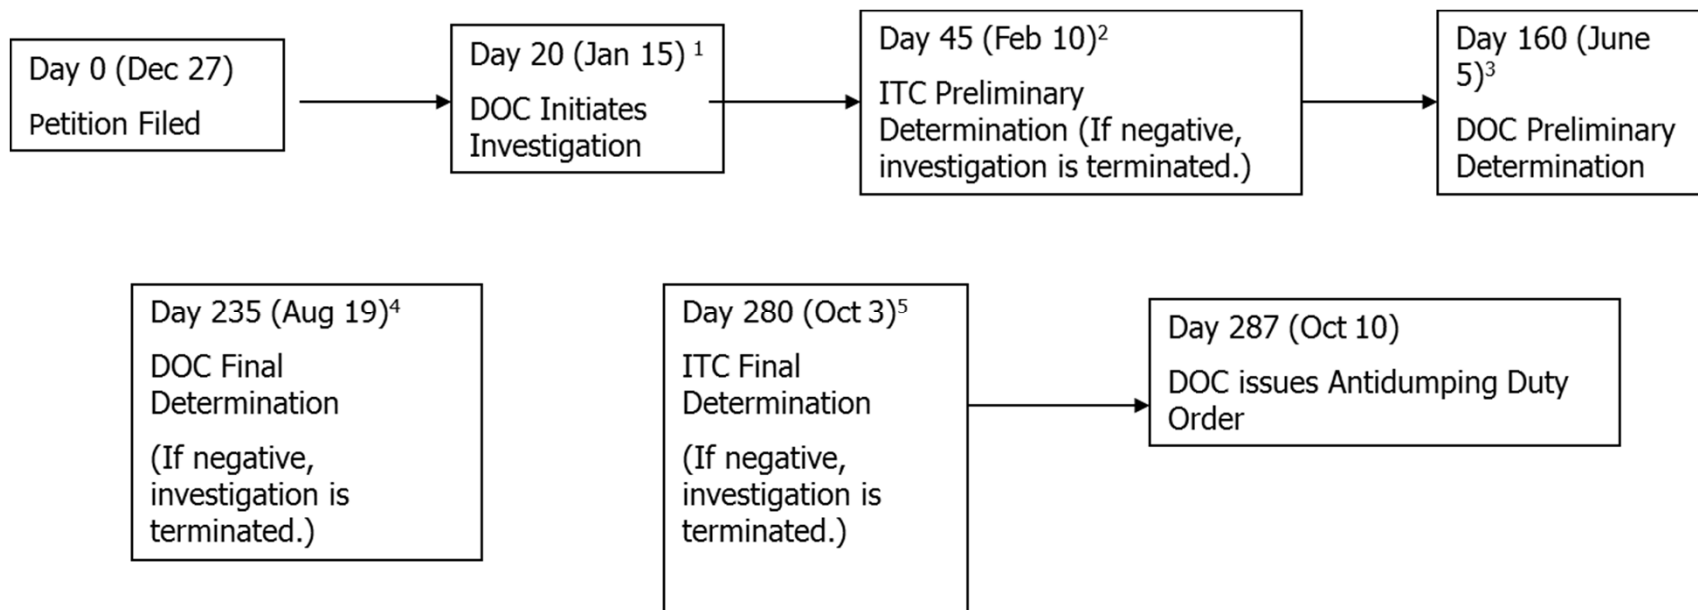 Day 0 (Dec 27)
Petition Filed
Day 20 (Jan 15) 1
DOC Initiates
Investigation
Day 45 (Feb 10)2
ITC Preliminary
Determination (If negative,
investigation is terminated.)
Day 160 (June
5)3
DOC Preliminary
Determination
Day 235 (Aug 19)4
DOC Final
Determination
(If negative,
investigation is
terminated.)
Day 280 (Oct 3)5
ITC Final
Determination
(If negative,
investigation is
terminated.)
Day 287 (Oct 10)
DOC issues Antidumping Duty
Order